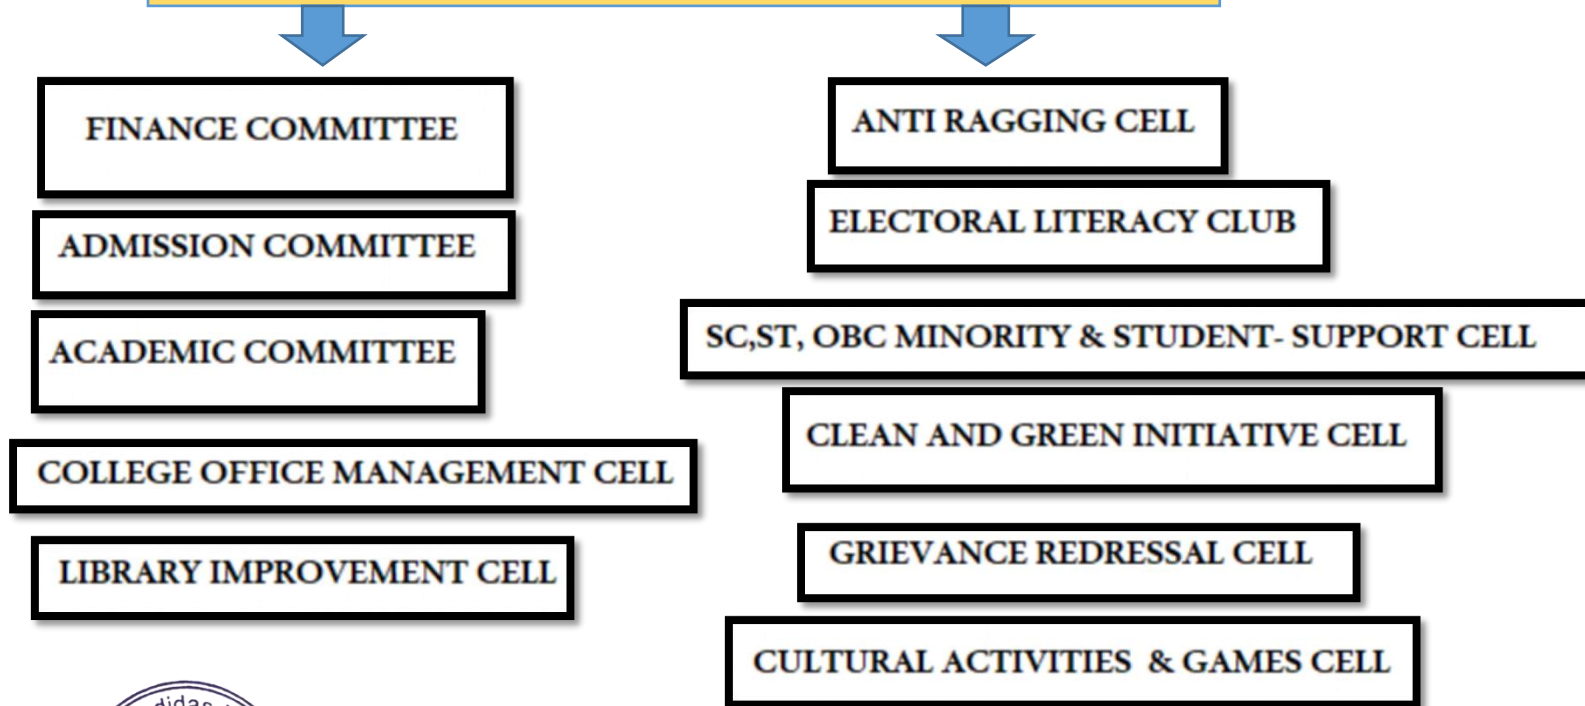 FINANCE COMMITTEE
ADMISSION COMMITTEE
ACADEMIC COMMITTEE
COLLEGE OFFICE MANAGEMENT CELL
LIBRARY IMPROVEMENT CELL
ANTI RAGGING CELL
ELECTORAL LITERACY CLUB
SC,ST, OBC MINORITY & STUDENT- SUPPORT CELL
CLEAN AND GREEN INITIATIVE CELL
GRIEVANCE REDRESSAL CELL
CULTURAL ACTIVITIES & GAMES CELL